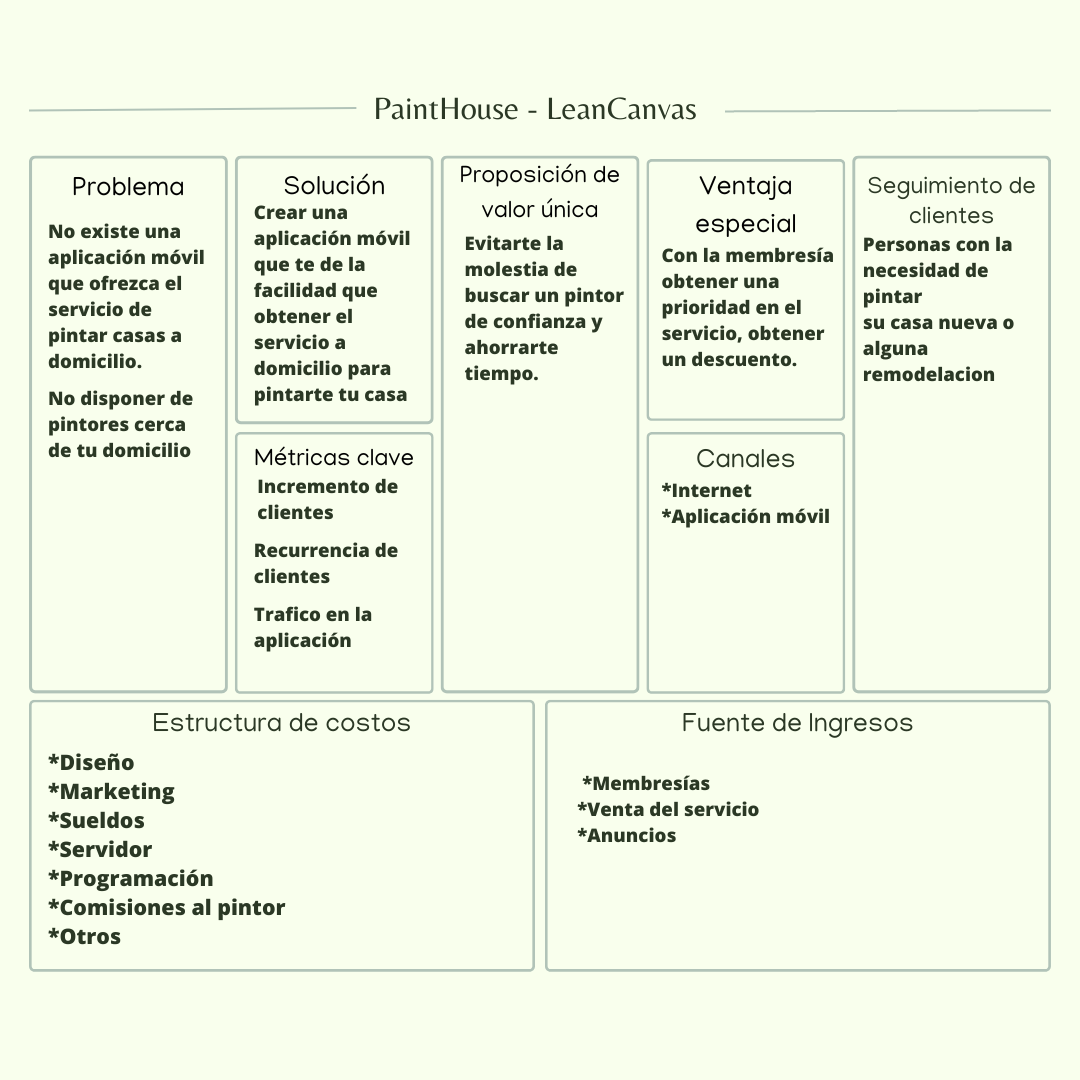 PaintHouse - LeanCanvas
Problema
No existe una
aplicación móvil
que ofrezca el
servicio de
pintar casas a
domicilio.
No disponer de
pintores cerca
de tu domicilio
Solución
Crear una
aplicación móvil
que te de la
facilidad que
obtener el
servicio a
domicilio para
pintarte tu casa
Métricas clave
Incremento de
clientes
Recurrencia de
clientes
Trafico en la
aplicación
Proposición de
valor única
Evitarte la
molestia de
buscar un pintor
de confianza y
ahorrarte
tiempo.
Ventaja
especial
Con la membresía
obtener una
prioridad en el
servicio, obtener
un descuento.
Canales
*Internet
*Aplicación móvil
Seguimiento de
clientes
Personas con la
necesidad de
pintar
su casa nueva o
alguna
remodelacion
Estructura de costos
*Diseño
*Marketing
*Sueldos
*Servidor
*Programación
*Comisiones al pintor
*Otros
Fuente de Ingresos
*Membresías
*Venta del servicio
*Anuncios